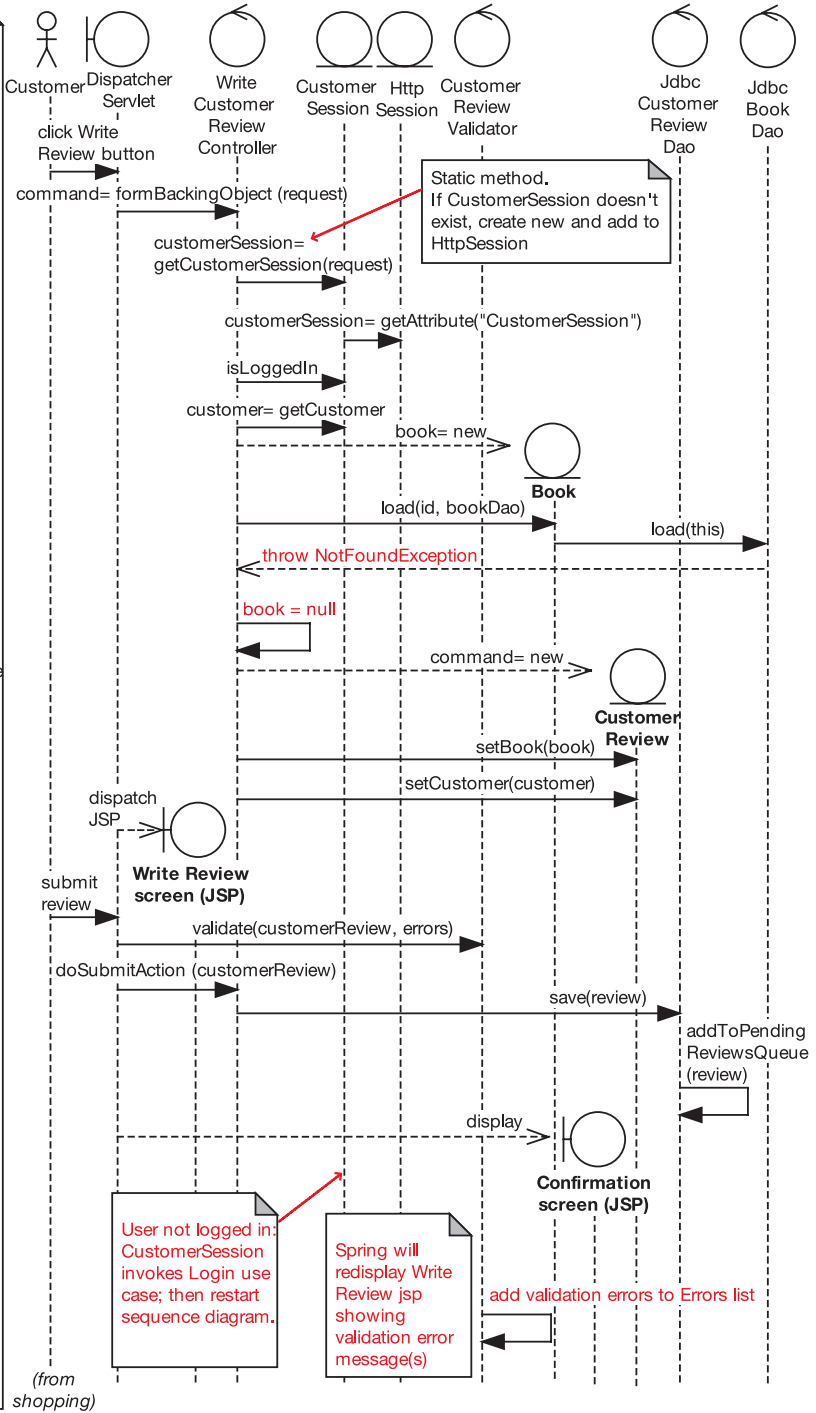 Customer
Dispatcher
Servlet
Write
Customer
Review
Controller
Customer
Session
Http
Session
Customer
Review
Validator
Jdbc
Customer
Review
Dao
Jdbc
Book
Dao
click Write
Review button
command= formBackingObject (request)
Static method.
If CustomerSession doesn't
exist, create new and add to
HttpSession
customerSession=
getCustomerSession(request)
customerSession= getAttribute("CustomerSession")
isLoggedIn
customer= getCustomer
book= new
Book
load(id, bookDao)
load(this)
throw NotFoundException
book = null
command= new
e
Customer
Review
setBook(book)
setCustomer(customer)
dispatch
JSP
Write Review
screen (JSP)
submit
review
validate(customerReview, errors)
doSubmitAction (customerReview)
save(review)
addToPending
ReviewsQueue
(review)
display
Confirmation
screen (JSP)
User not logged in:
CustomerSession
invokes Login use
case; then restart
sequence diagram.
Spring will
redisplay Write
Review jsp
showing
validation error
message(s)
add validation errors to Errors list
(from
shopping)